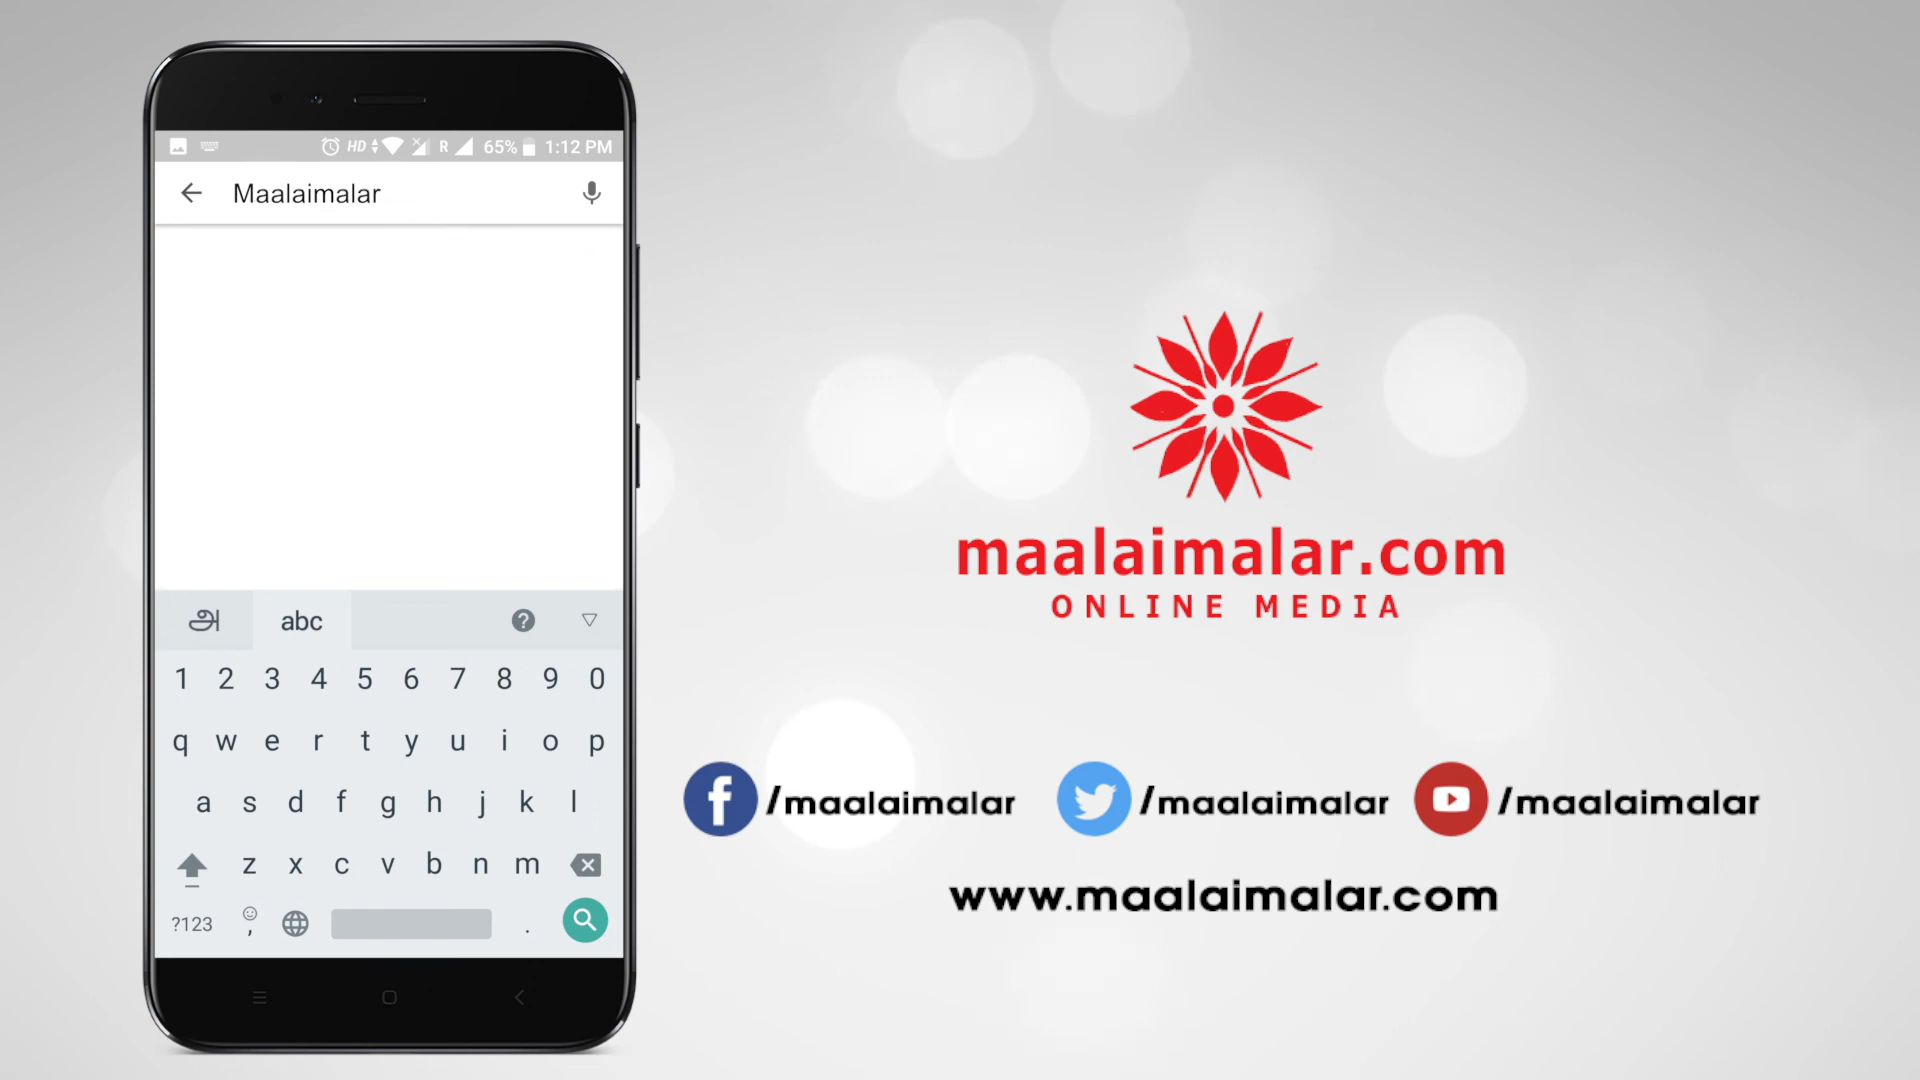 HD R 65% 1:12 PM
Maalaimalar
அ abc ?
1 2 3 4 5 6 7 8 9 0
q w e r t y u i o p
a s d f g h j k l
z x c v b n m
?123 , .
maalaimalar.com
ONLINE MEDIA
f /maalaimalar /maalaimalar /maalaimalar
www.maalaimalar.com